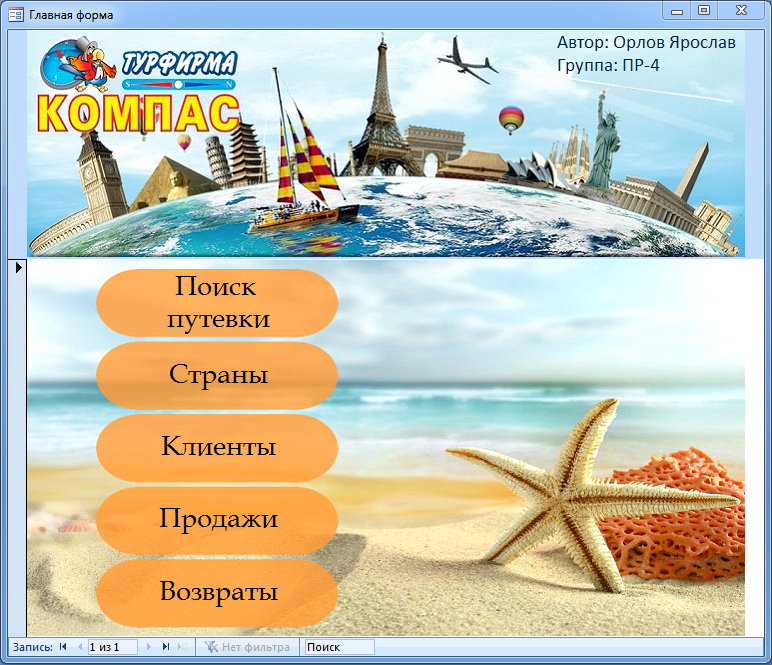 Главная форма
Автор: Орлов Ярослав
Группа: ПР-4
ТУРФИРМА
КОМПАС
Поиск
путевки
Страны
Клиенты
Продажи
Возвраты
Запись: 1 из 1 Нет фильтра Поиск